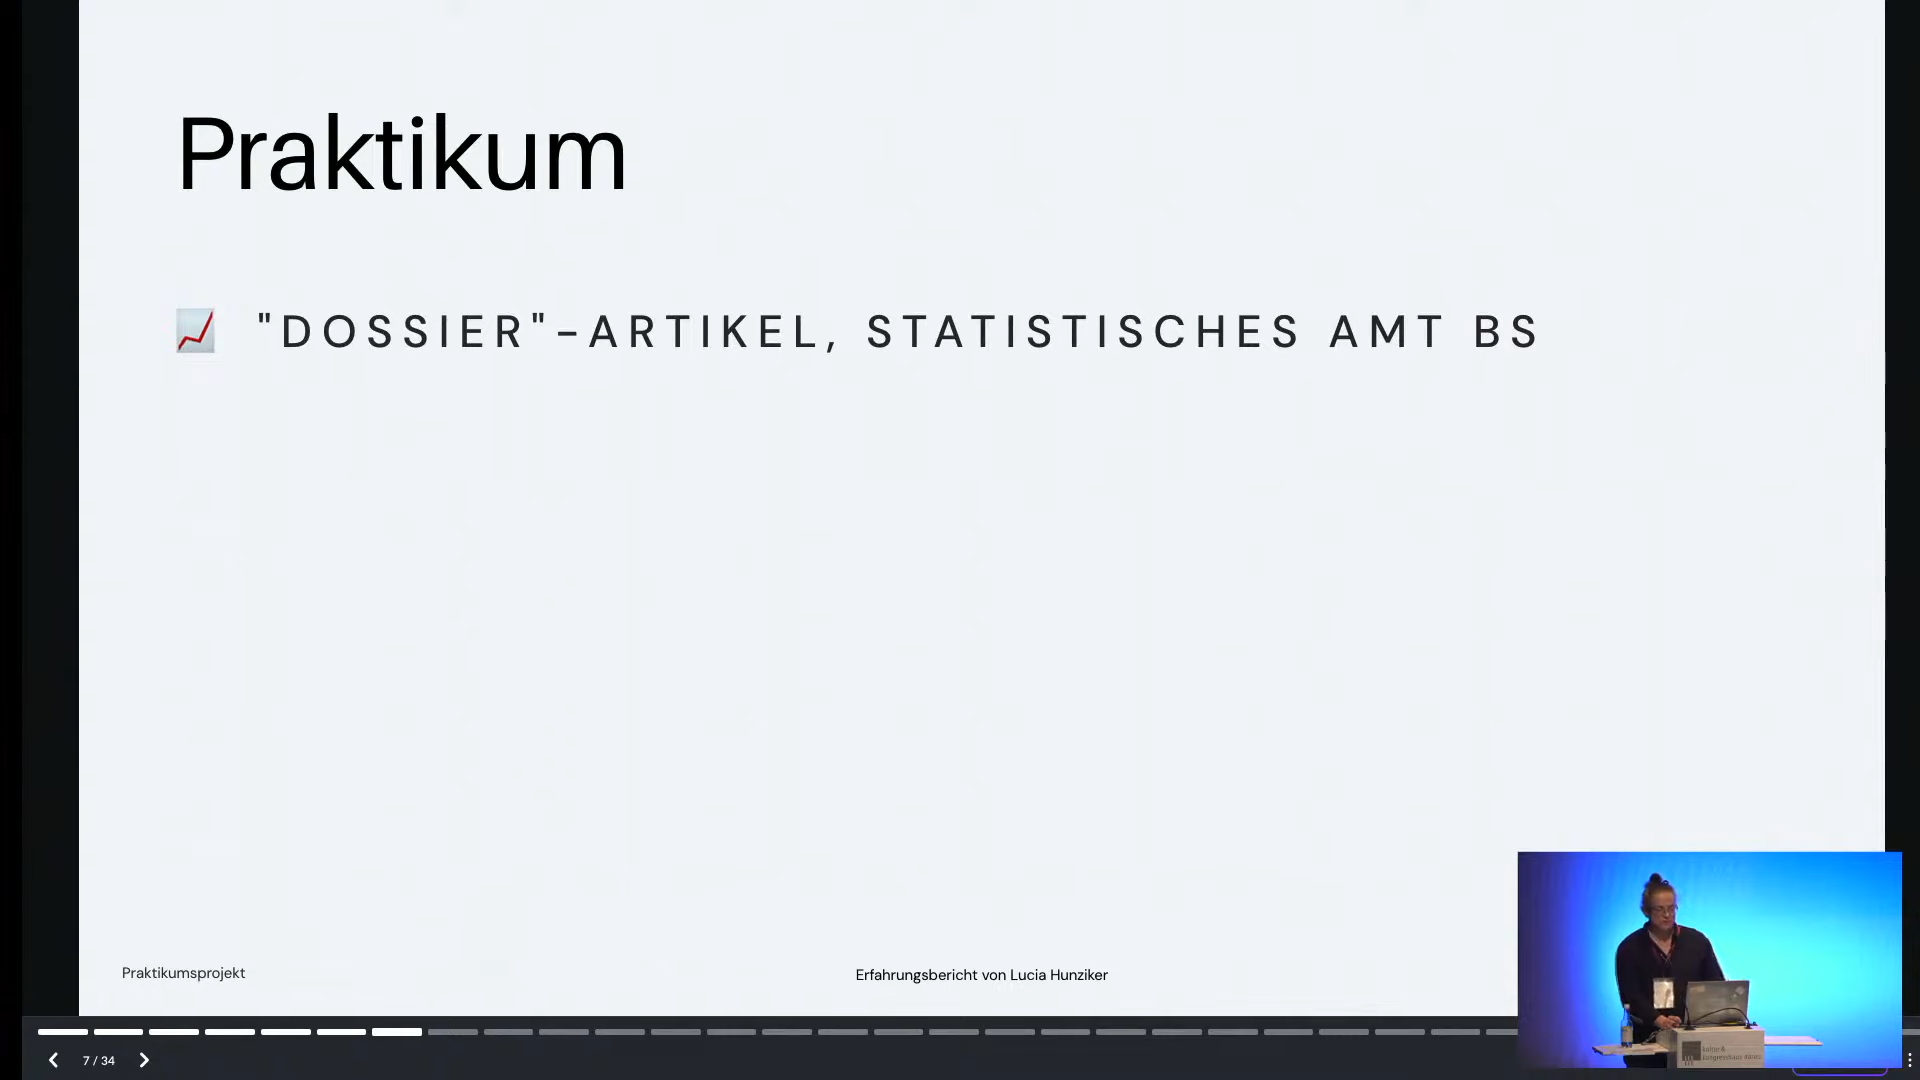 Praktikum
"DOSSIER"-ARTIKEL, STATISTISCHES AMT BS
Praktikumsprojekt
Erfahrungsbericht von Lucia Hunziker
7 / 34